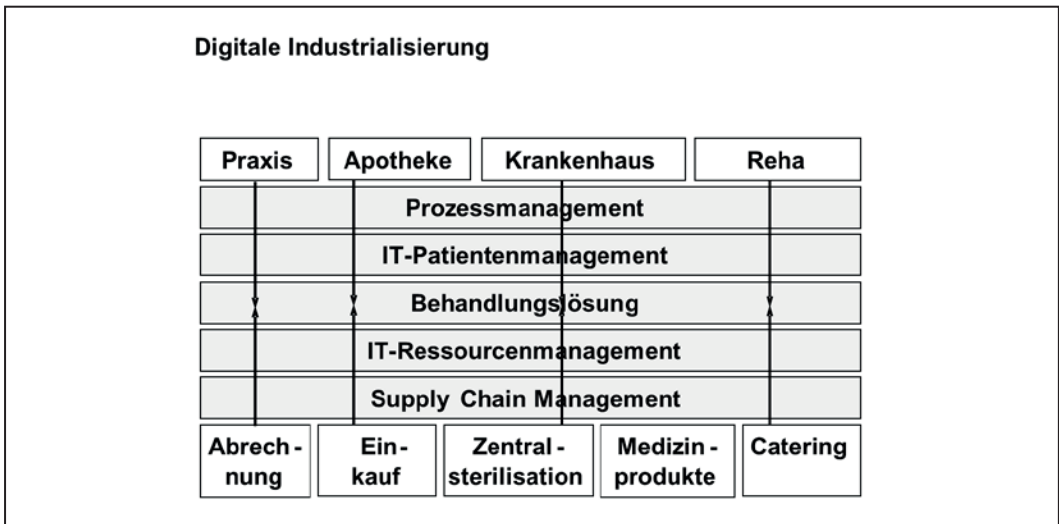 Digitale Industrialisierung
Praxis Apotheke Krankenhaus Reha
Prozessmanagement
IT-Patientenmanagement
Behandlungslösung
IT-Ressourcenmanagement
Supply Chain Management
Abrech - Ein- Zentral - Medizin - Catering
nung kauf sterilisation produkte